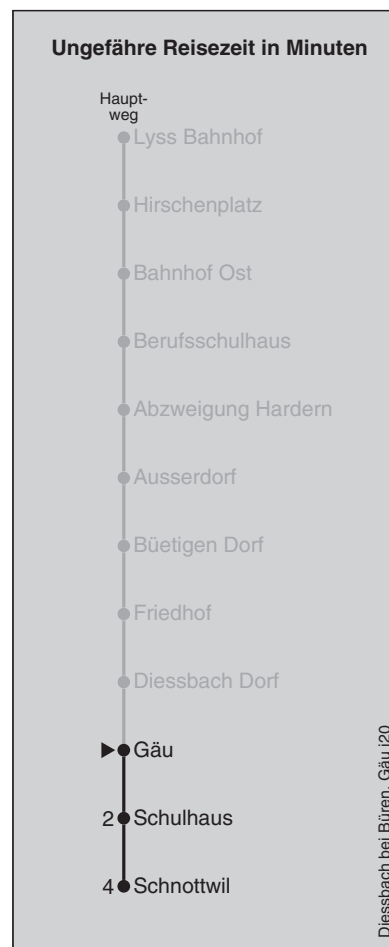 Ungefähre Reisezeit in Minuten
Haupt-
weg
Lyss Bahnhof
Hirschenplatz
Bahnhof Ost
Berufsschulhaus
Abzweigung Hardern
Ausserdorf
Büetigen Dorf
Friedhof
Diessbach Dorf
Gäu
2 Schulhaus
4 Schnottwil
Diessbach bei Büren, Gäu j20